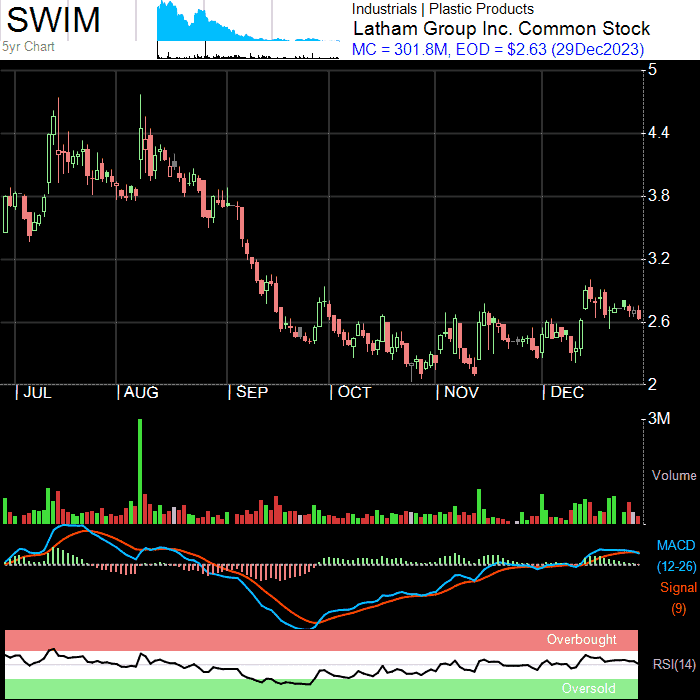 SWIM
5yr Chart
Industrials | Plastic Products
Latham Group Inc. Common Stock
MC = 301.8M, EOD = $2.63 (29Dec2023)
5
4.4
3.8
3.2
2.6
2
JUL AUG SEP OCT NOV DEC
3M
Volume
MACD
(12-26)
Signal
(9)
Overbought
RSI(14)
Oversold